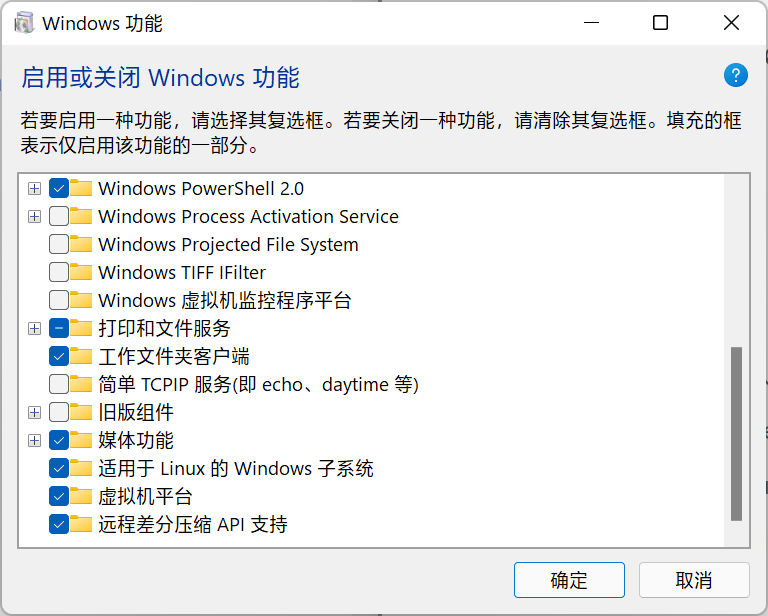 Windows 功能
启用或关闭 Windows 功能
?
若要启用一种功能，请选择其复选框。若要关闭一种功能，请清除其复选框。填充的框
表示仅启用该功能的一部分。
Windows PowerShell 2.0
Windows Process Activation Service
Windows Projected File System
Windows TIFF IFilter
Windows 虚拟机监控程序平台
打印和文件服务
工作文件夹客户端
简单 TCPIP 服务(即 echo、daytime 等)
旧版组件
媒体功能
适用于 Linux 的 Windows 子系统
虚拟机平台
远程差分压缩 API 支持
确定 取消